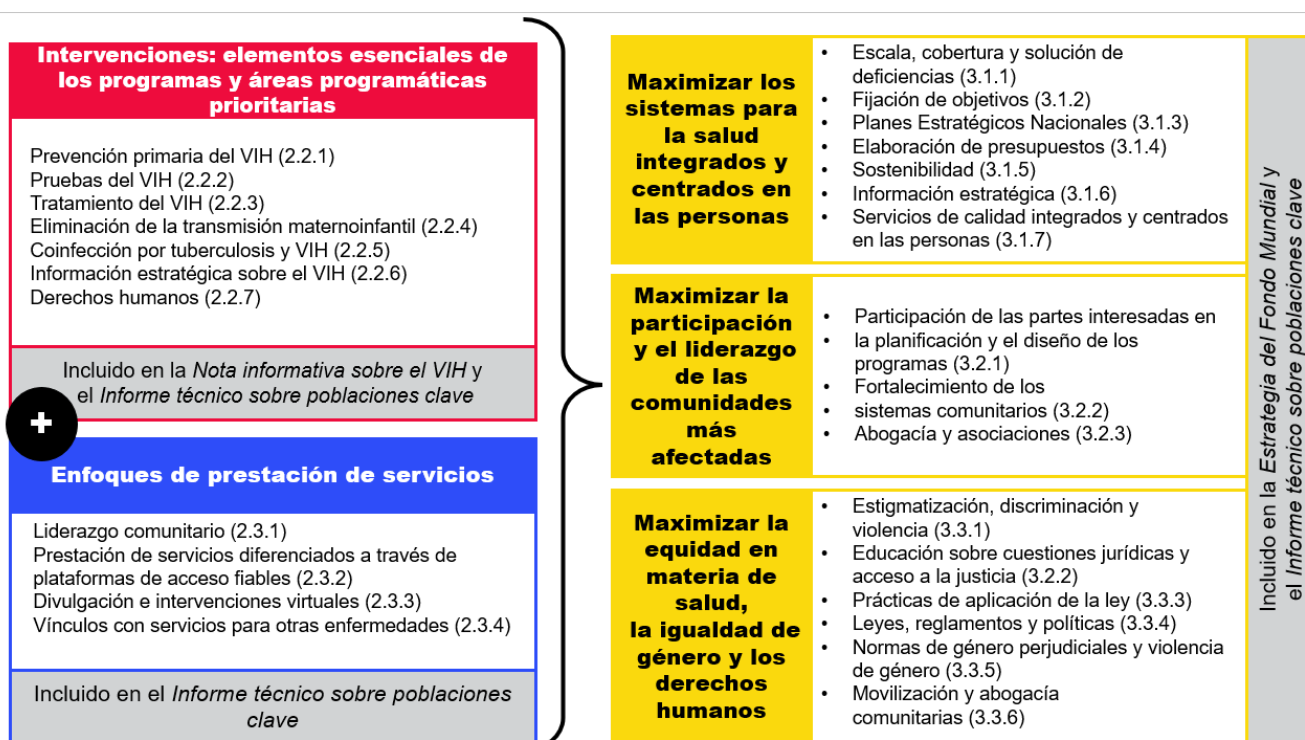 Intervenciones: elementos esenciales de
los programas y áreas programáticas
prioritarias
Prevención primaria del VIH (2.2.1)
Pruebas del VIH (2.2.2)
Tratamiento del VIH (2.2.3)
Eliminación de la transmisión maternoinfantil (2.2.4)
Coinfección por tuberculosis y VIH (2.2.5)
Información estratégica sobre el VIH (2.2.6)
Derechos humanos (2.2.7)
Incluido en la Nota informativa sobre el VIH y
el Informe técnico sobre poblaciones clave
+
Enfoques de prestación de servicios
Liderazgo comunitario (2.3.1)
Prestación de servicios diferenciados a través de
plataformas de acceso fiables (2.3.2)
Divulgación e intervenciones virtuales (2.3.3)
Vínculos con servicios para otras enfermedades (2.3.4)
Incluido en el Informe técnico sobre poblaciones
clave
Maximizar los
sistemas para
la salud
integrados y
centrados en
las personas
• Escala, cobertura y solución de
deficiencias (3.1.1)
• Fijación de objetivos (3.1.2)
• Planes Estratégicos Nacionales (3.1.3)
• Elaboración de presupuestos (3.1.4)
• Sostenibilidad (3.1.5)
• Información estratégica (3.1.6)
• Servicios de calidad integrados y centrados
en las personas (3.1.7)
Maximizar la
participación
y el liderazgo
de las
comunidades
más
afectadas
• Participación de las partes interesadas en
• la planificación y el diseño de los
programas (3.2.1)
• Fortalecimiento de los
• sistemas comunitarios (3.2.2)
• Abogacía y asociaciones (3.2.3)
Maximizar la
equidad en
materia de
salud,
la igualdad de
género y los
derechos
humanos
• Estigmatización, discriminación y
violencia (3.3.1)
• Educación sobre cuestiones jurídicas y
acceso a la justicia (3.2.2)
• Prácticas de aplicación de la ley (3.3.3)
• Leyes, reglamentos y políticas (3.3.4)
• Normas de género perjudiciales y violencia
de género (3.3.5)
• Movilización y abogacía
comunitarias (3.3.6)
Incluido en la Estrategia del Fondo Mundial y
el Informe técnico sobre poblaciones clave